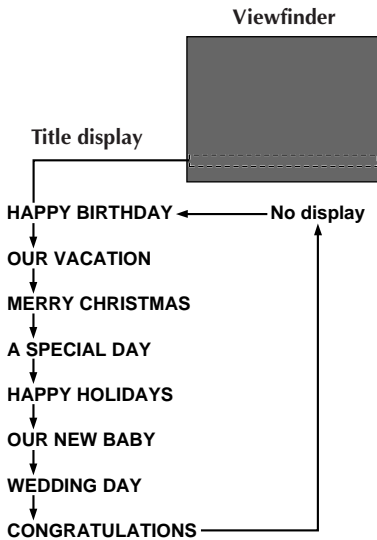 Viewfinder
Title display
HAPPY BIRTHDAY
No display
OUR VACATION
MERRY CHRISTMAS
A SPECIAL DAY
HAPPY HOLIDAYS
OUR NEW BABY
WEDDING DAY
CONGRATULATIONS